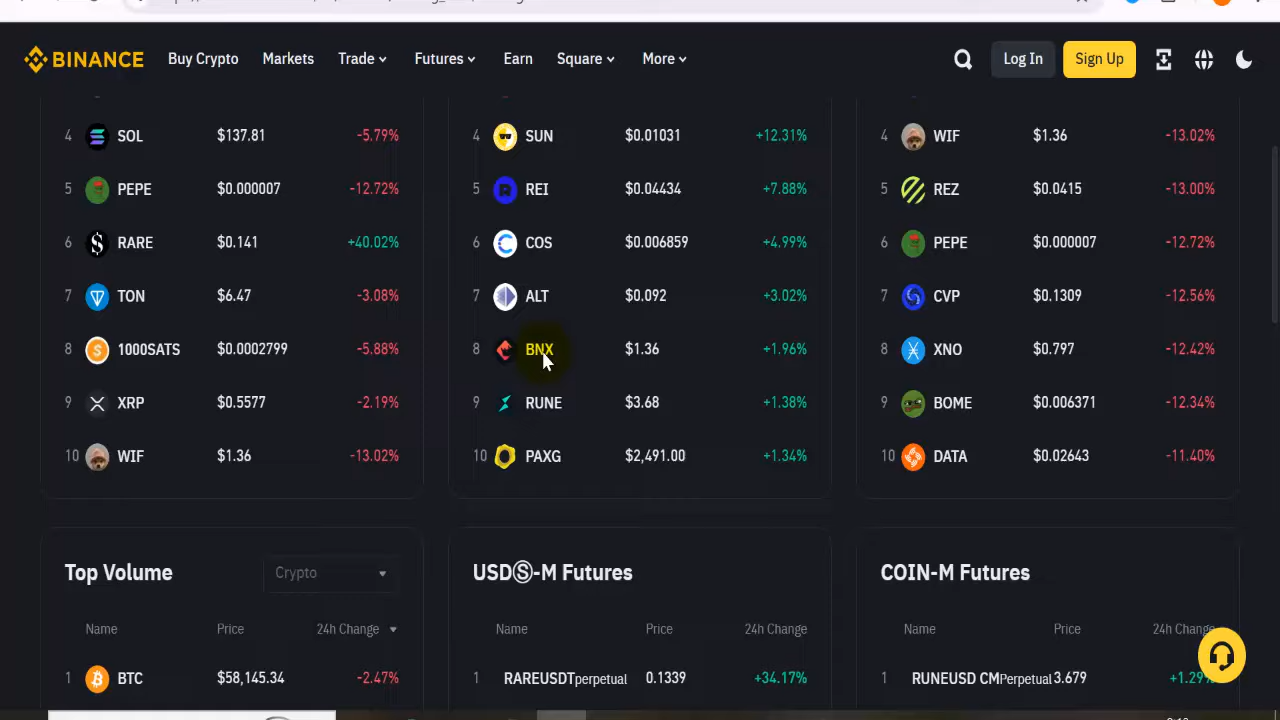 BINANCE Buy Crypto Markets Trade Futures Earn Square More Log In Sign Up
4 SOL $137.81 -5.79%
5 PEPE $0.000007 -12.72%
6 RARE $0.141 +40.02%
7 TON $6.47 -3.08%
8 1000SATS $0.0002799 -5.88%
9 XRP $0.5577 -2.19%
10 WIF $1.36 -13.02%
4 SUN $0.01031 +12.31%
5 REI $0.04434 +7.88%
6 COS $0.006859 +4.99%
7 ALT $0.092 +3.02%
8 BNX $1.36 +1.96%
9 RUNE $3.68 +1.38%
10 PAXG $2,491.00 +1.34%
4 WIF $1.36 -13.02%
5 REZ $0.0415 -13.00%
6 PEPE $0.000007 -12.72%
7 CVP $0.1309 -12.56%
8 XNO $0.797 -12.42%
9 BOME $0.006371 -12.34%
10 DATA $0.02643 -11.40%
Top Volume Crypto
Name Price 24h Change
1 BTC $58,145.34 -2.47%
USDⓈ-M Futures
Name Price 24h Change
1 RAREUSDTperpetual 0.1339 +34.17%
COIN-M Futures
Name Price 24h Change
1 RUNEUSD CMPerpetual 3.679 +1.29%